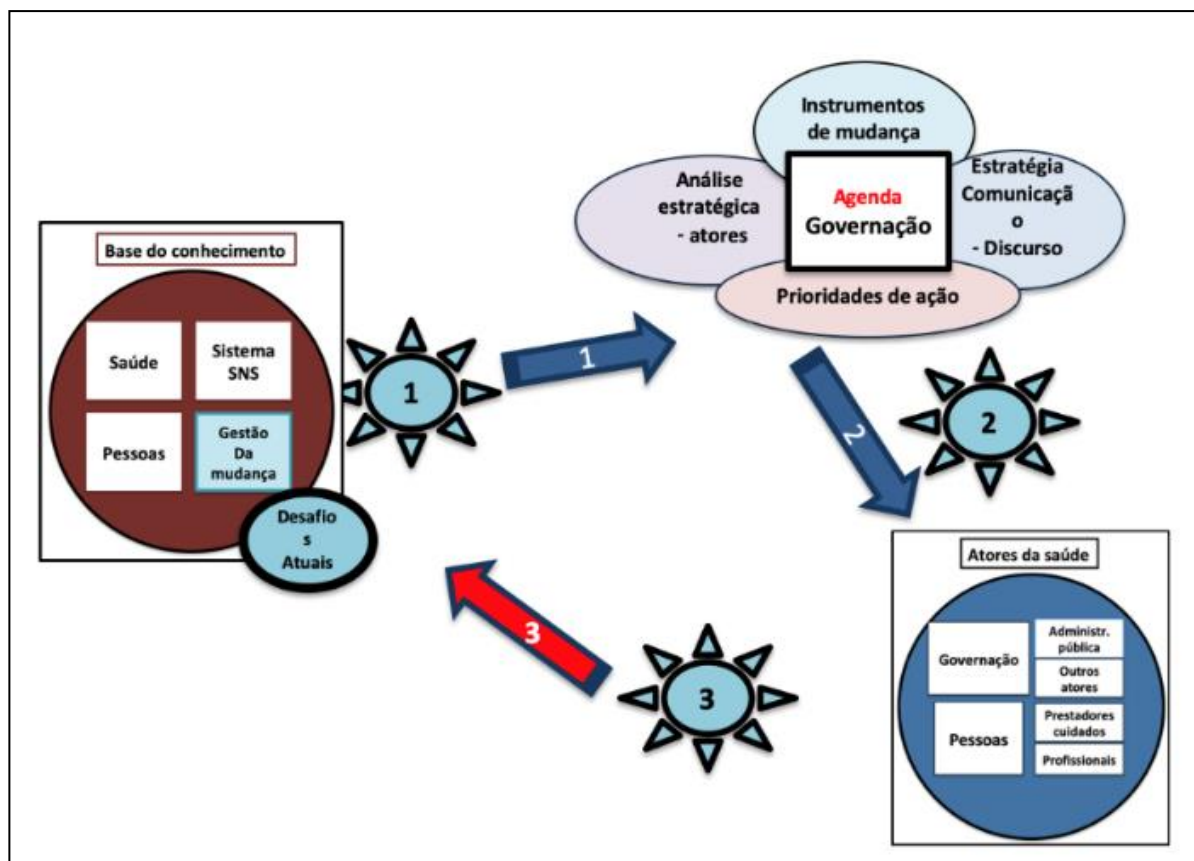 Instrumentos
de mudança
Análise
estratégica
- atores
Agenda
Governação
Estratégia
Comunicaçã
o
- Discurso
Prioridades de ação
Base do conhecimento
Saúde
Sistema
SNS
Pessoas
Gestão
Da
mudança
Desafio
s
Atuais
1
1
2
2
3
3
Atores da saúde
Governação
Administr.
pública
Outros
atores
Pessoas
Prestadores
cuidados
Profissionais